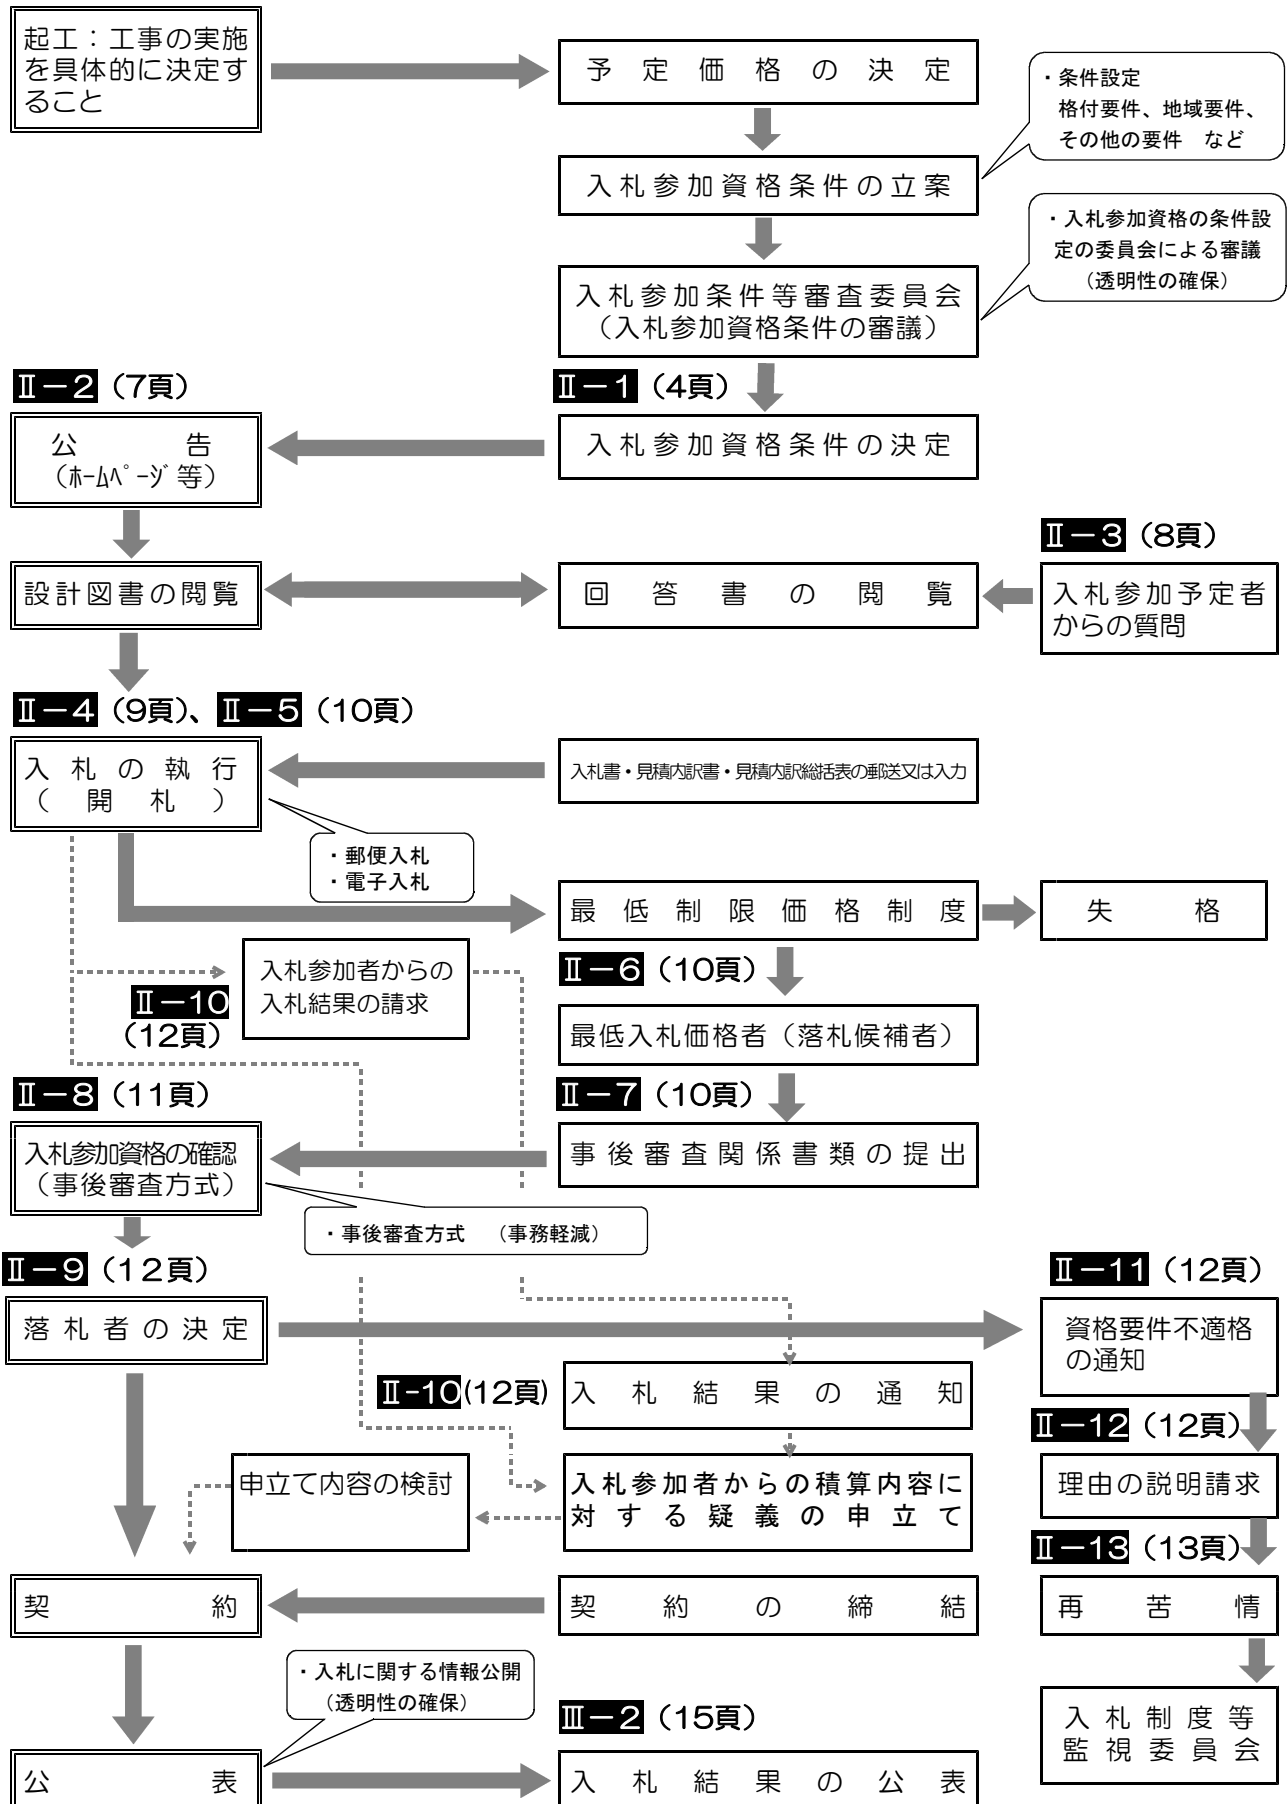 起工：工事の実施
を具体的に決定す
ること
予定価格の決定
・条件設定
格付要件、地域要件、
その他の要件　など
入札参加資格条件の立案
・入札参加資格の条件設
定の委員会による審議
（透明性の確保）
入札参加条件等審査委員会
（入札参加資格条件の審議）
Ⅱ－2（7頁）
Ⅱ－1（4頁）
公告
（ﾎｰﾑﾍﾟｰｼﾞ等）
入札参加資格条件の決定
Ⅱ－3（8頁）
設計図書の閲覧
回答書の閲覧
入札参加予定者
からの質問
Ⅱ－4（9頁）、Ⅱ－5（10頁）
入札の執行
（開札）
入札書・見積内訳書・見積内訳総括表の郵送又は入力
・郵便入札
・電子入札
最低制限価格制度
失格
入札参加者からの
入札結果の請求
Ⅱ－10
（12頁）
Ⅱ－6（10頁）
最低入札価格者（落札候補者）
Ⅱ－8（11頁）
Ⅱ－7（10頁）
入札参加資格の確認
（事後審査方式）
事後審査関係書類の提出
・事後審査方式　（事務軽減）
Ⅱ－9（12頁）
Ⅱ－11（12頁）
落札者の決定
資格要件不適格
の通知
Ⅱ-10(12頁)
入札結果の通知
Ⅱ－12（12頁）
申立て内容の検討
入札参加者からの積算内容に
対する疑義の申立て
理由の説明請求
Ⅱ－13（13頁）
契約
契約の締結
再苦情
・入札に関する情報公開
（透明性の確保）
Ⅲ－2（15頁）
入札制度等
監視委員会
公表
入札結果の公表